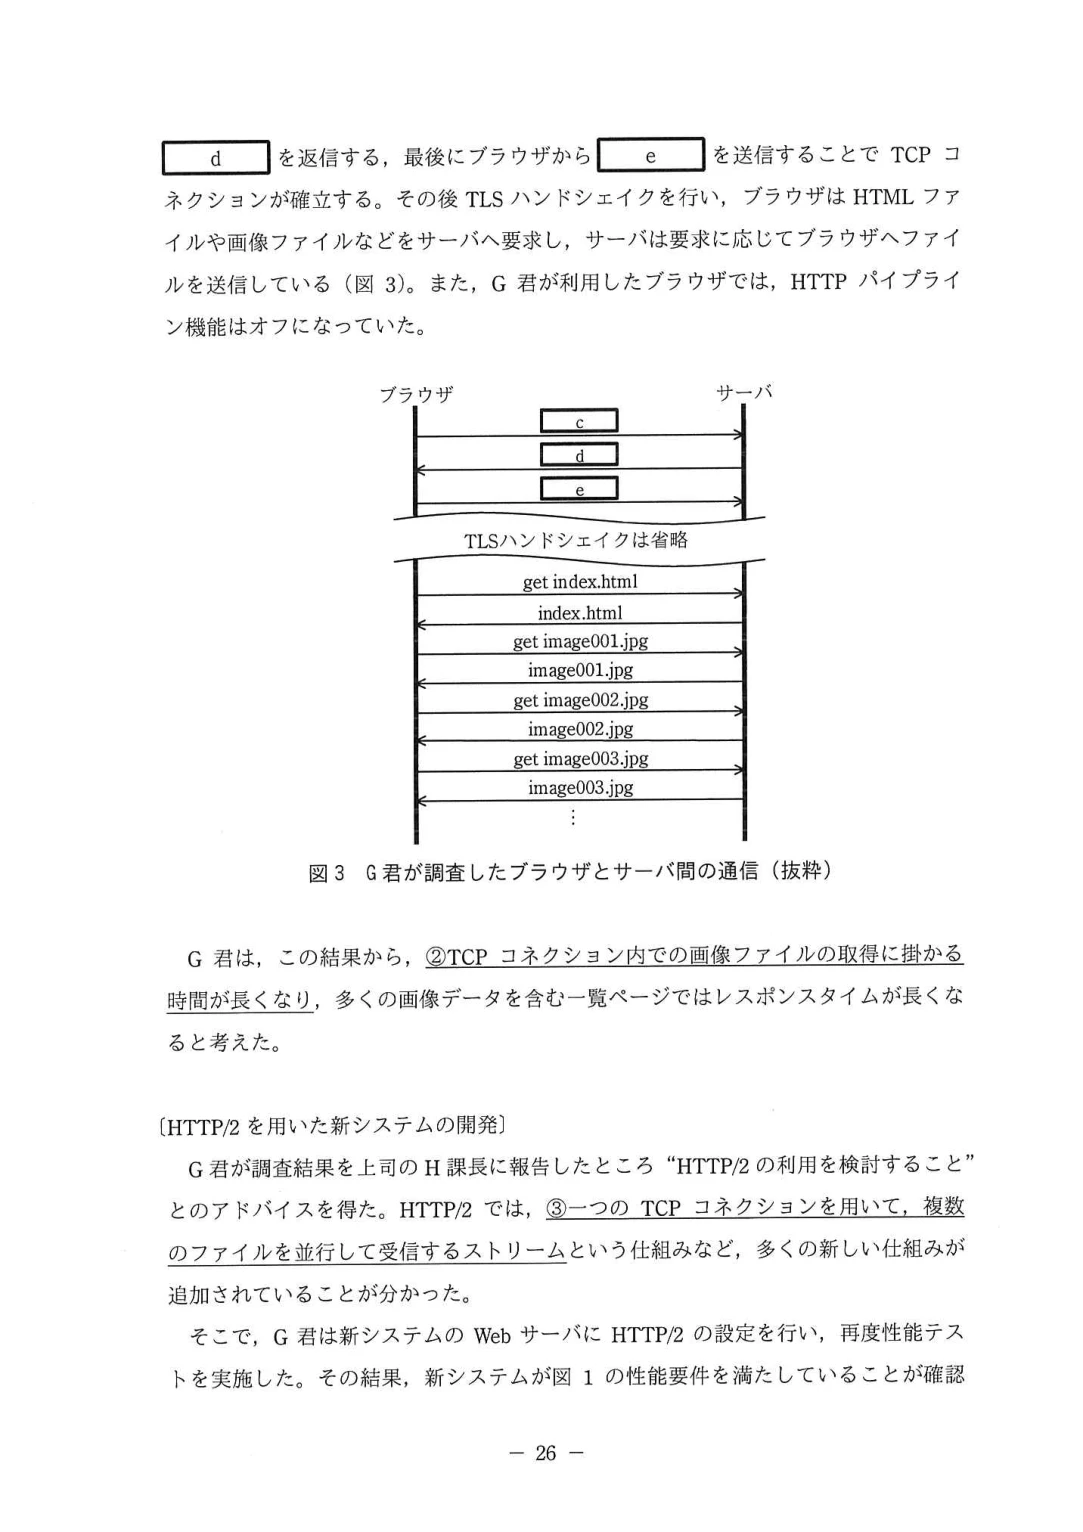 d を返信する，最後にブラウザから e を送信することで TCP コ
ネクションが確立する。その後 TLS ハンドシェイクを行い，ブラウザは HTML ファ
イルや画像ファイルなどをサーバへ要求し，サーバは要求に応じてブラウザへファイ
ルを送信している（図 3）。また，G 君が利用したブラウザでは，HTTP パイプライ
ン機能はオフになっていた。
ブラウザ サーバ
c
d
e
TLSハンドシェイクは省略
get index.html
index.html
get image001.jpg
image001.jpg
get image002.jpg
image002.jpg
get image003.jpg
image003.jpg
⋮
図 3　G 君が調査したブラウザとサーバ間の通信（抜粋）
G 君は，この結果から，②TCP コネクション内での画像ファイルの取得に掛かる
時間が長くなり，多くの画像データを含む一覧ページではレスポンスタイムが長くな
ると考えた。
〔HTTP/2 を用いた新システムの開発〕
G 君が調査結果を上司の H 課長に報告したところ “HTTP/2 の利用を検討すること”
とのアドバイスを得た。HTTP/2 では，③一つの TCP コネクションを用いて，複数
のファイルを並行して受信するストリームという仕組みなど，多くの新しい仕組みが
追加されていることが分かった。
そこで，G 君は新システムの Web サーバに HTTP/2 の設定を行い，再度性能テス
トを実施した。その結果，新システムが図 1 の性能要件を満たしていることが確認
－ 26 －